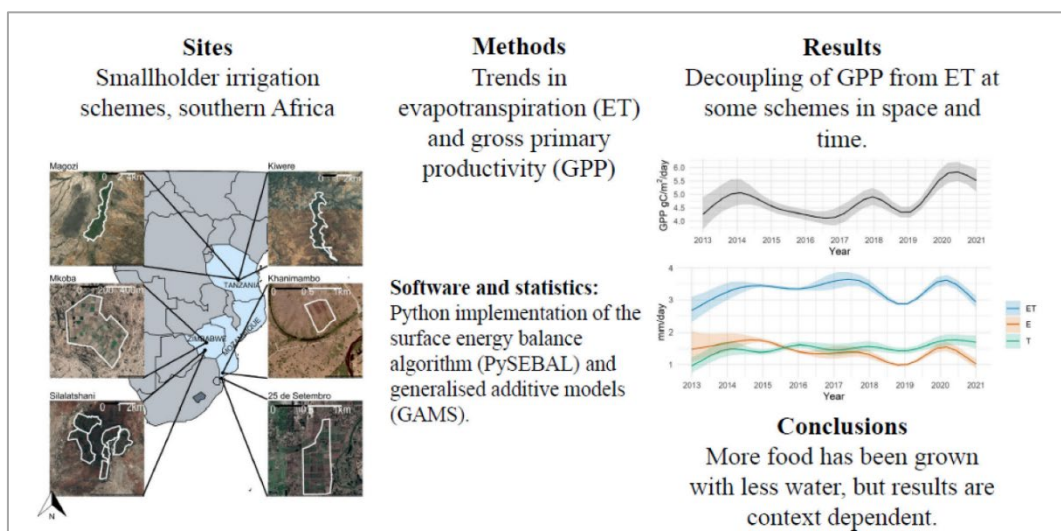 Sites
Smallholder irrigation
schemes, southern Africa
Magozi
Kiwere
Mkoba
Khanimambo
Silalatshani
25 de Setembro
TANZANIA
ZIMBABWE
MOZAMBIQUE
N
Methods
Trends in
evapotranspiration (ET)
and gross primary
productivity (GPP)
Software and statistics:
Python implementation of the
surface energy balance
algorithm (PySEBAL) and
generalised additive models
(GAMS).
Results
Decoupling of GPP from ET at
some schemes in space and
time.
GPP gC/m²/day
6.0
5.5
5.0
4.5
4.0
2013 2014 2015 2016 2017 2018 2019 2020 2021
Year
mm/day
4
3
2
1
2013 2014 2015 2016 2017 2018 2019 2020 2021
Year
ET
E
T
Conclusions
More food has been grown
with less water, but results are
context dependent.